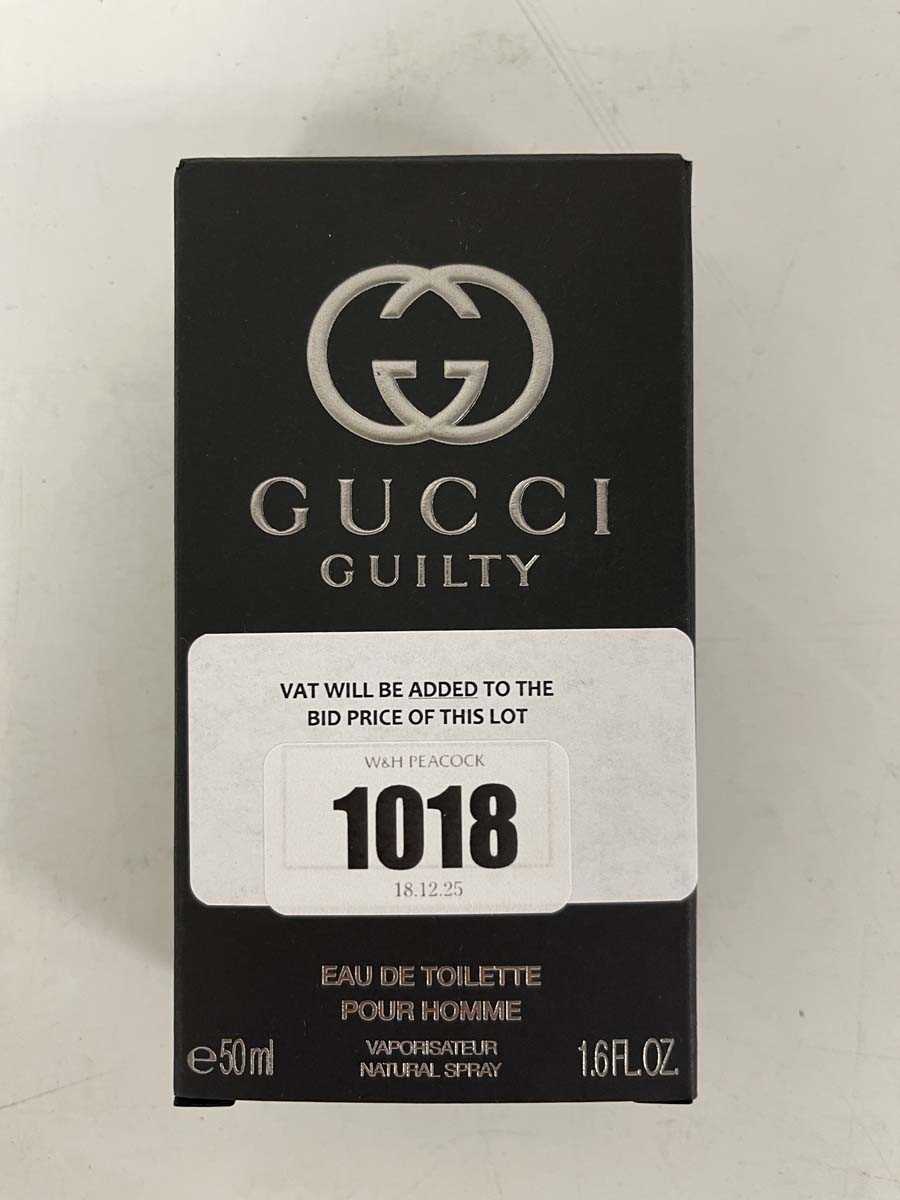 GUCCI
GUILTY
VAT WILL BE ADDED TO THE
BID PRICE OF THIS LOT
W&H PEACOCK
1018
18.12.25
EAU DE TOILETTE
POUR HOMME
e50ml VAPORISATEUR 1.6FL.OZ.
NATURAL SPRAY